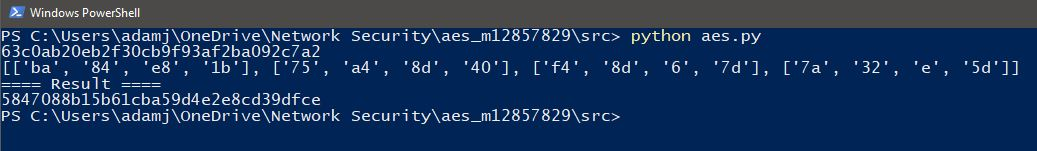 Windows PowerShell
PS C:\Users\adamj\OneDrive\Network Security\aes_m12857829\src> python aes.py
63c0ab20eb2f30cb9f93af2ba092c7a2
[['ba', '84', 'e8', '1b'], ['75', 'a4', '8d', '40'], ['f4', '8d', '6', '7d'], ['7a', '32', 'e', '5d']]
==== Result ====
5847088b15b61cba59d4e2e8cd39dfce
PS C:\Users\adamj\OneDrive\Network Security\aes_m12857829\src>